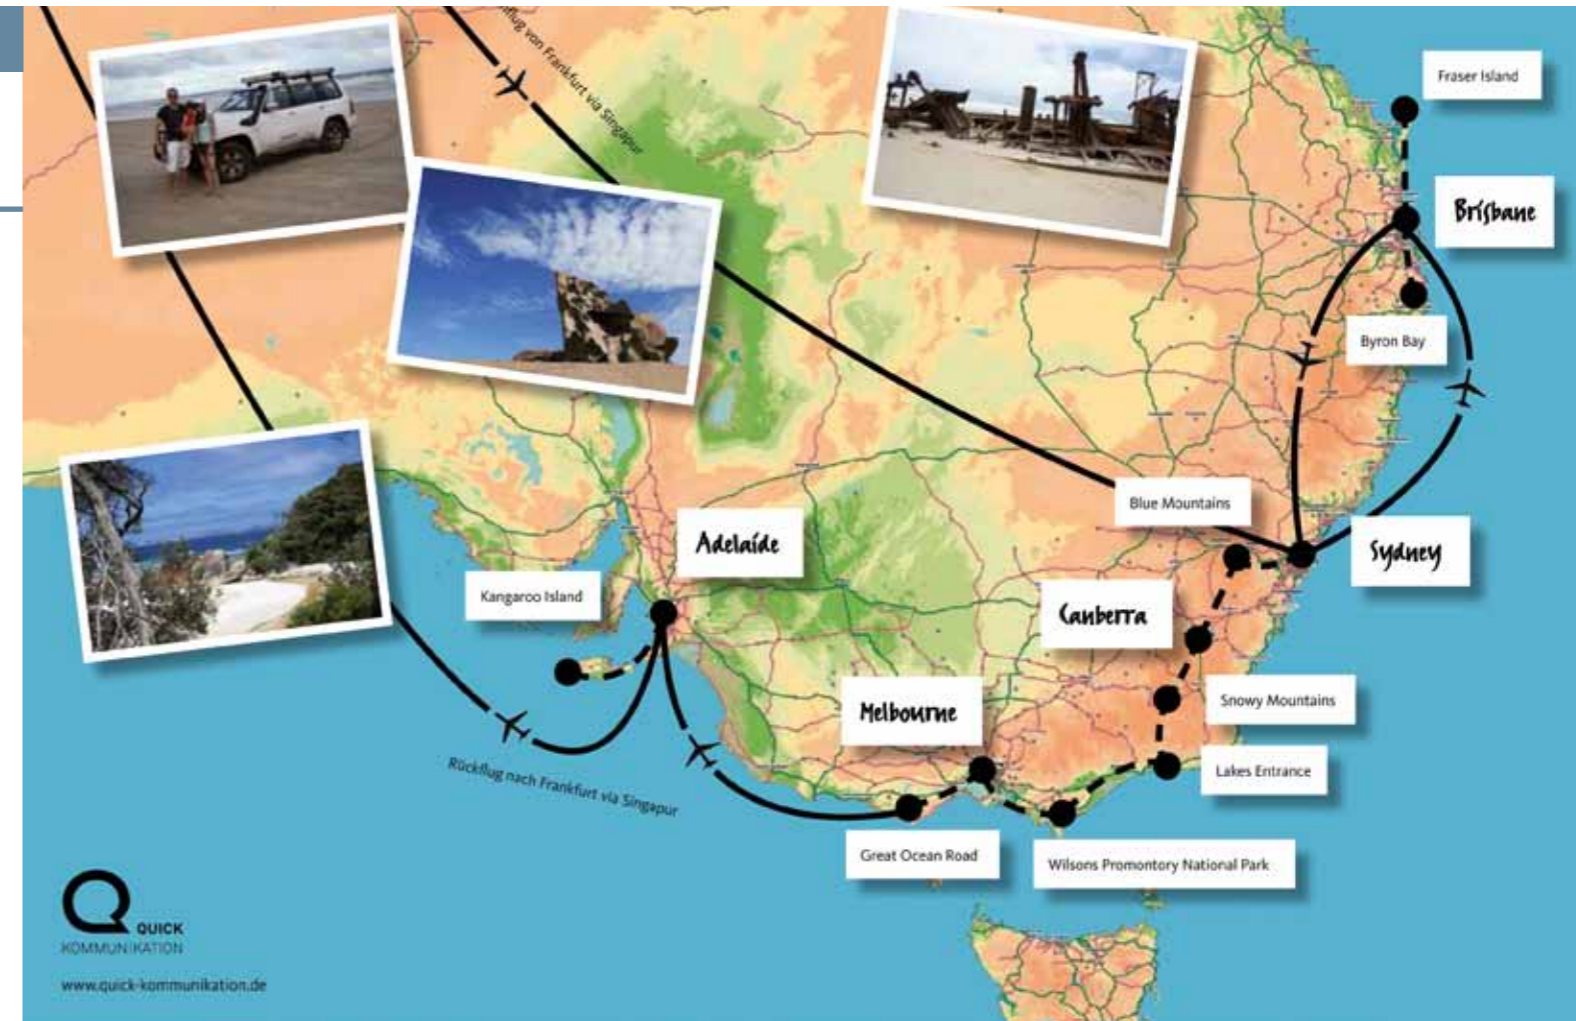 nflug von Frankfurt via Singapur
Fraser Island
Brisbane
Byron Bay
Blue Mountains
Sydney
Adelaide
Kangaroo Island
Canberra
Melbourne
Snowy Mountains
Lakes Entrance
Rückflug nach Frankfurt via Singapur
Great Ocean Road
Wilsons Promontory National Park
QUICK
KOMMUNIKATION
www.quick-kommunikation.de